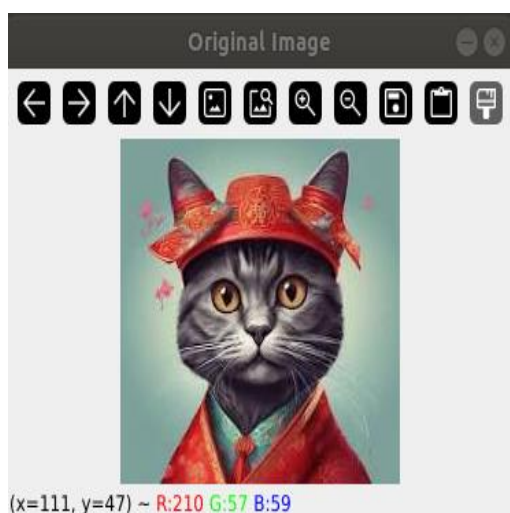 Original Image
(x=111, y=47) ~ R:210 G:57 B:59